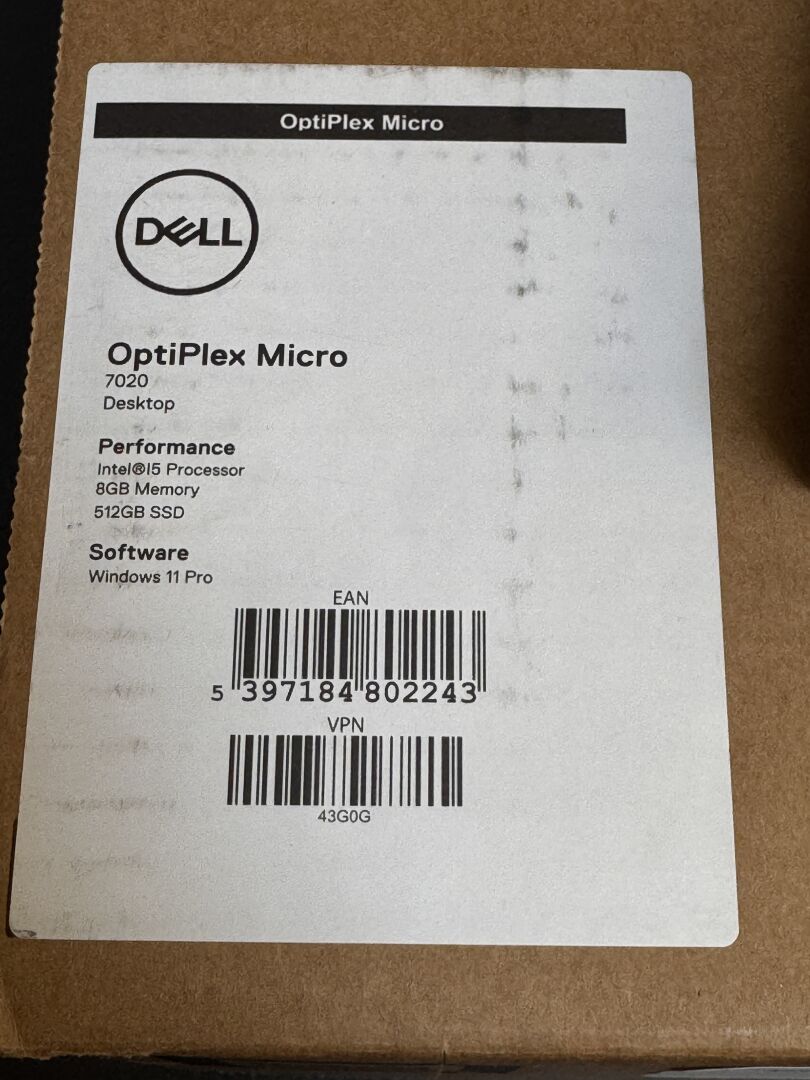 OptiPlex Micro
DELL
OptiPlex Micro
7020
Desktop
Performance
Intel®I5 Processor
8GB Memory
512GB SSD
Software
Windows 11 Pro
EAN
5 397184 802243
VPN
43G0G